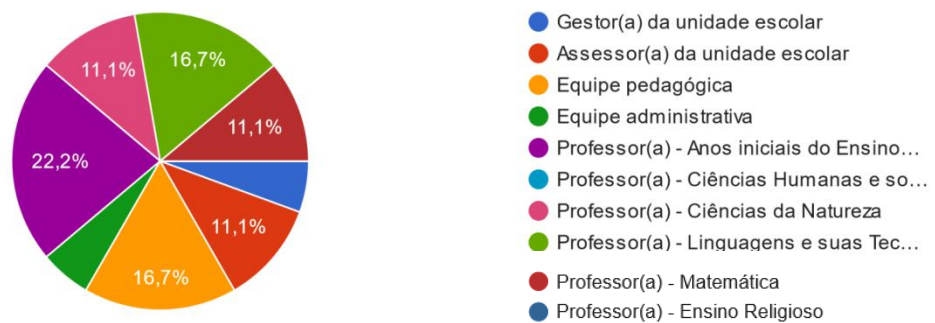 16,7%
11,1%
11,1%
22,2%
11,1%
16,7%
Gestor(a) da unidade escolar
Assessor(a) da unidade escolar
Equipe pedagógica
Equipe administrativa
Professor(a) - Anos iniciais do Ensino…
Professor(a) - Ciências Humanas e so…
Professor(a) - Ciências da Natureza
Professor(a) - Linguagens e suas Tec…
Professor(a) - Matemática
Professor(a) - Ensino Religioso